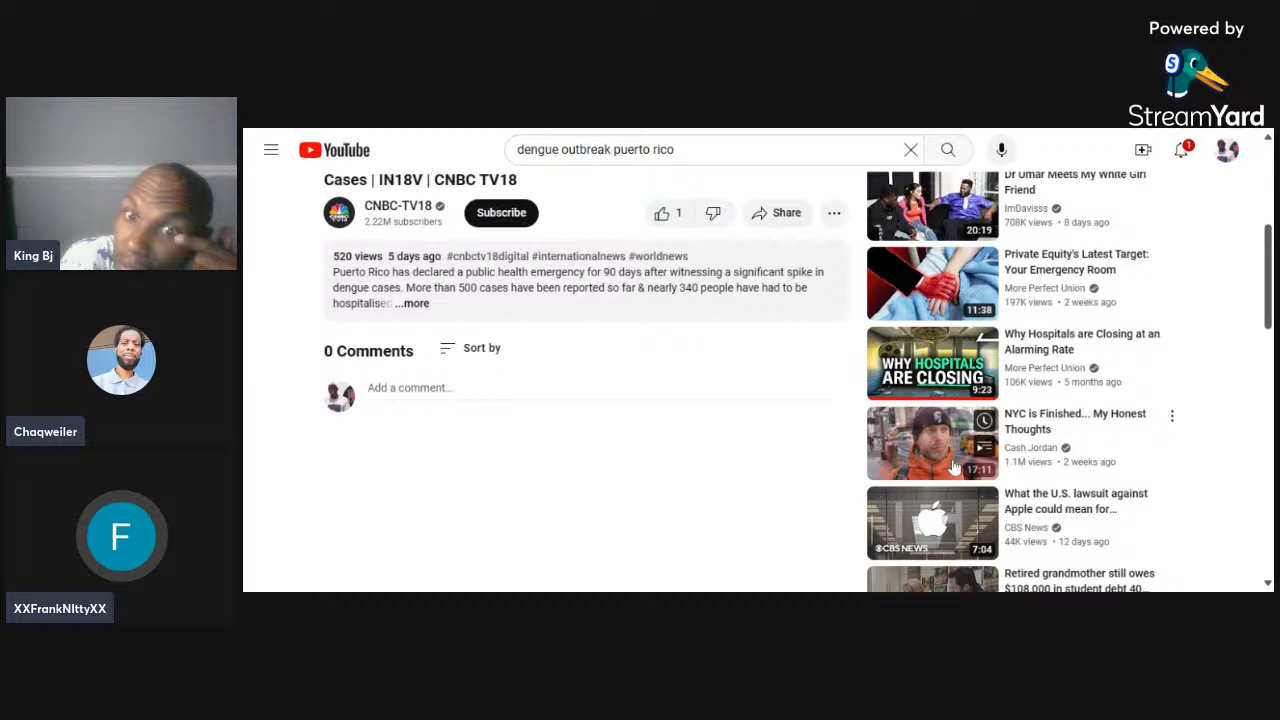 Powered by
StreamYard
King Bj
Chaqweiler
F
XXFrankNIttyXX
YouTube
dengue outbreak puerto rico
1
Cases | IN18V | CNBC TV18
CNBC-TV18
2.22M subscribers
Subscribe
1
Share
520 views 5 days ago #cnbctv18digital #internationalnews #worldnews
Puerto Rico has declared a public health emergency for 90 days after witnessing a significant spike in
dengue cases. More than 500 cases have been reported so far & nearly 340 people have had to be
hospitalised ...more
0 Comments
Sort by
Add a comment...
Dr Umar Meets My White Girl
Friend
ImDavisss
708K views • 8 days ago
20:19
Private Equity's Latest Target:
Your Emergency Room
More Perfect Union
197K views • 2 weeks ago
11:38
Why Hospitals are Closing at an
Alarming Rate
More Perfect Union
106K views • 5 months ago
WHY HOSPITALS
ARE CLOSING
9:23
NYC is Finished... My Honest
Thoughts
Cash Jordan
1.1M views • 2 weeks ago
17:11
What the U.S. lawsuit against
Apple could mean for...
CBS News
44K views • 12 days ago
CBS NEWS
7:04
Retired grandmother still owes
$108,000 in student debt 40...